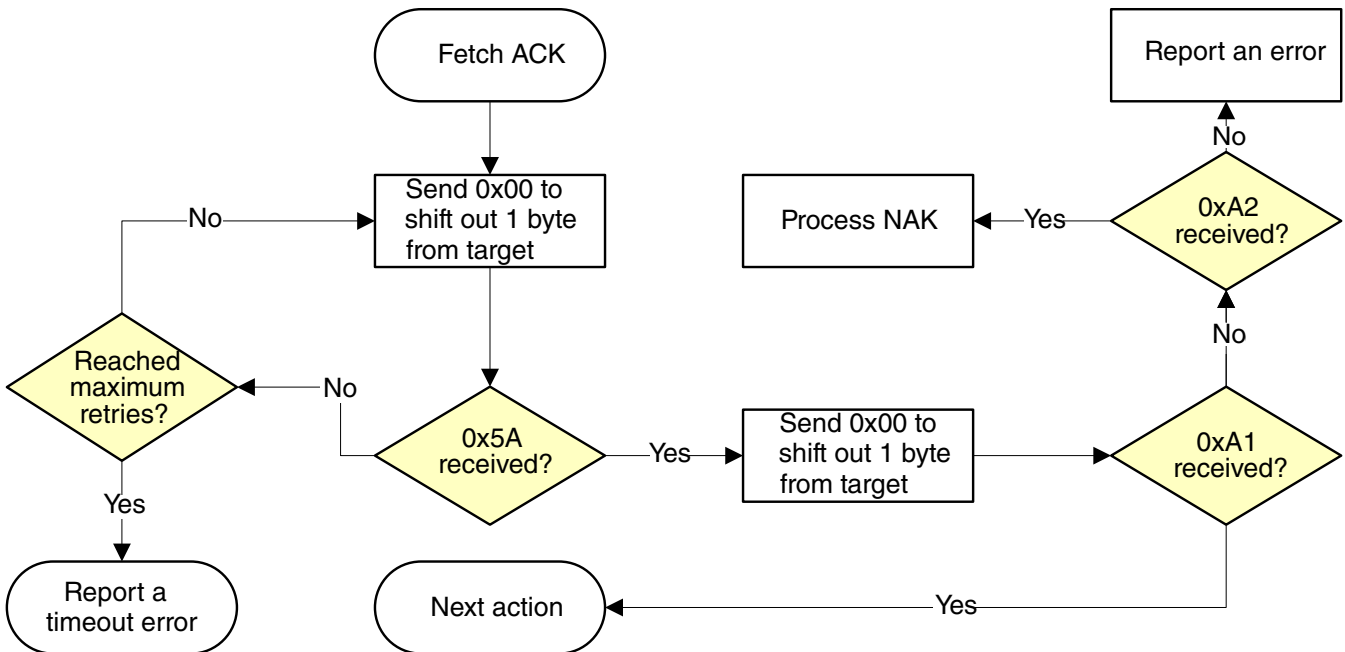 Fetch ACK
Report an error
No
Send 0x00 to
shift out 1 byte
from target
No
Process NAK
Yes
0xA2
received?
No
Reached
maximum
retries?
No
0x5A
received?
Yes
Send 0x00 to
shift out 1 byte
from target
0xA1
received?
Yes
Report a
timeout error
Next action
Yes